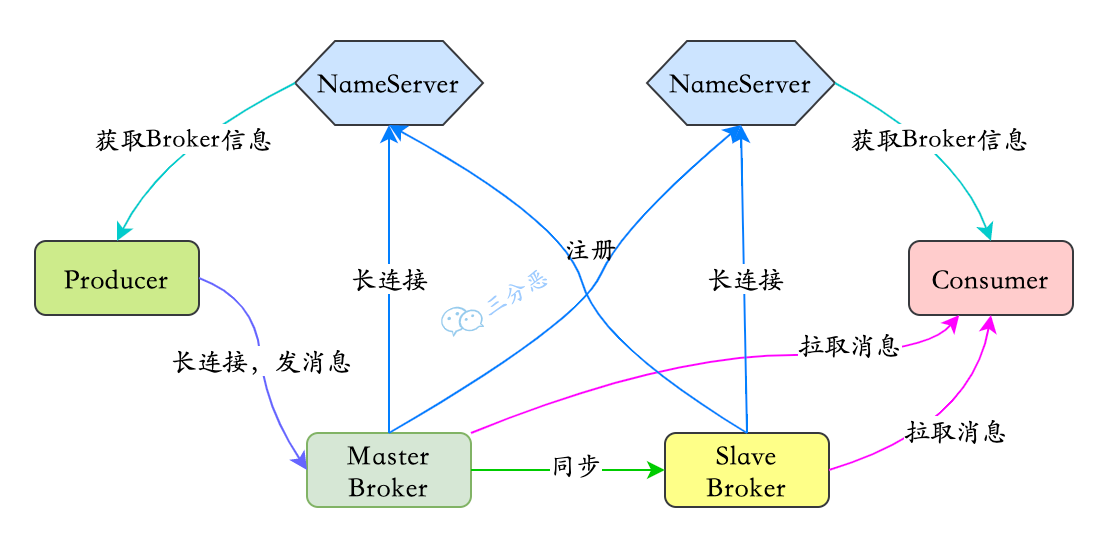 NameServer
NameServer
获取Broker信息
获取Broker信息
注册
Producer
长连接
长连接
Consumer
三分恶
长连接，发消息
拉取消息
拉取消息
Master
Broker
同步
Slave
Broker